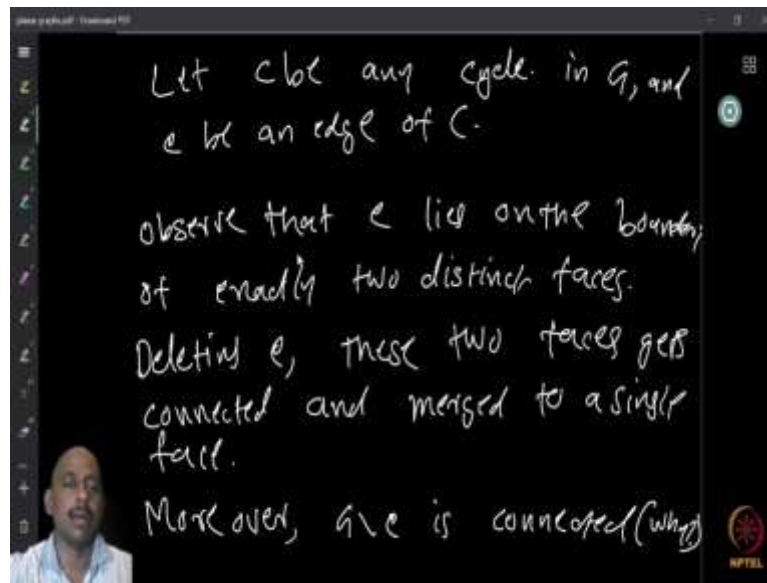 Let C be any cycle in G, and
e be an edge of C.
observe that e lies on the boundary
of exactly two distinct faces.
Deleting e, these two faces gets
connected and merged to a single
face.
Moreover, G\e is connected (why?)
NPTEL